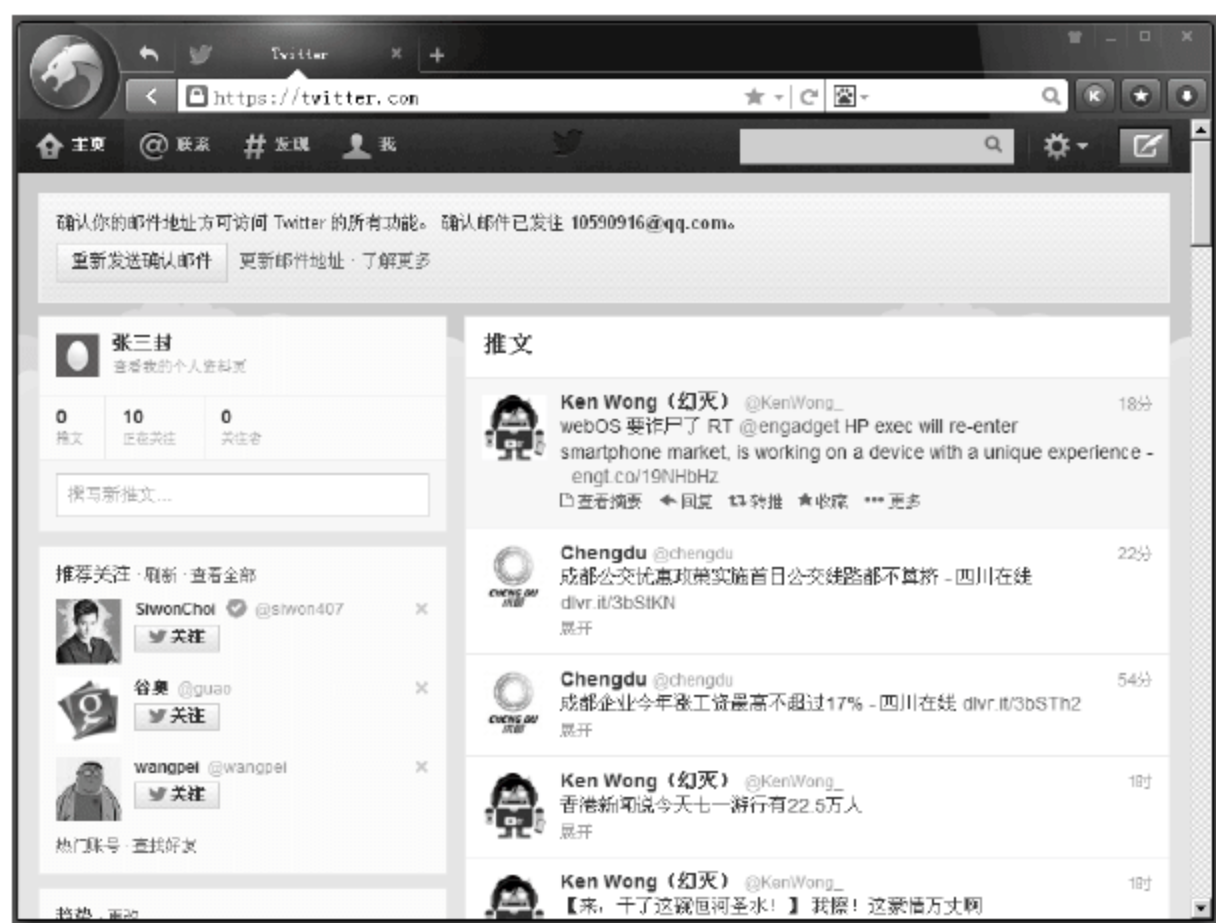 Twitter
https://twitter.com
主页 联系 发现 我
确认你的邮件地址方可访问 Twitter 的所有功能。 确认邮件已发往 10590916@qq.com。
重新发送确认邮件 更新邮件地址 · 了解更多
张三封
查看我的个人资料页
0 10 0
推文 正在关注 关注者
撰写新推文...
推荐关注 · 刷新 · 查看全部
SiwonChoi @siwon407
关注
谷奥 @guao
关注
wangpei @wangpei
关注
热门账号 · 查找好友
趋势 · 更改
推文
Ken Wong（幻灭） @KenWong_ 18分
webOS 要诈尸了 RT @engadget HP exec will re-enter
smartphone market, is working on a device with a unique experience -
engt.co/19NHbHz
查看摘要 回复 转推 收藏 更多
Chengdu @chengdu 22分
成都公交优惠政策实施首日公交线路都不算挤 - 四川在线
dlvr.it/3bStKN
展开
Chengdu @chengdu 54分
成都企业今年涨工资最高不超过17% - 四川在线 dlvr.it/3bSTh2
展开
Ken Wong（幻灭） @KenWong_ 1时
香港新闻说今天七一游行有22.5万人
展开
Ken Wong（幻灭） @KenWong_ 1时
【来，干了这碗恒河圣水！】 我擦！这豪情万丈啊